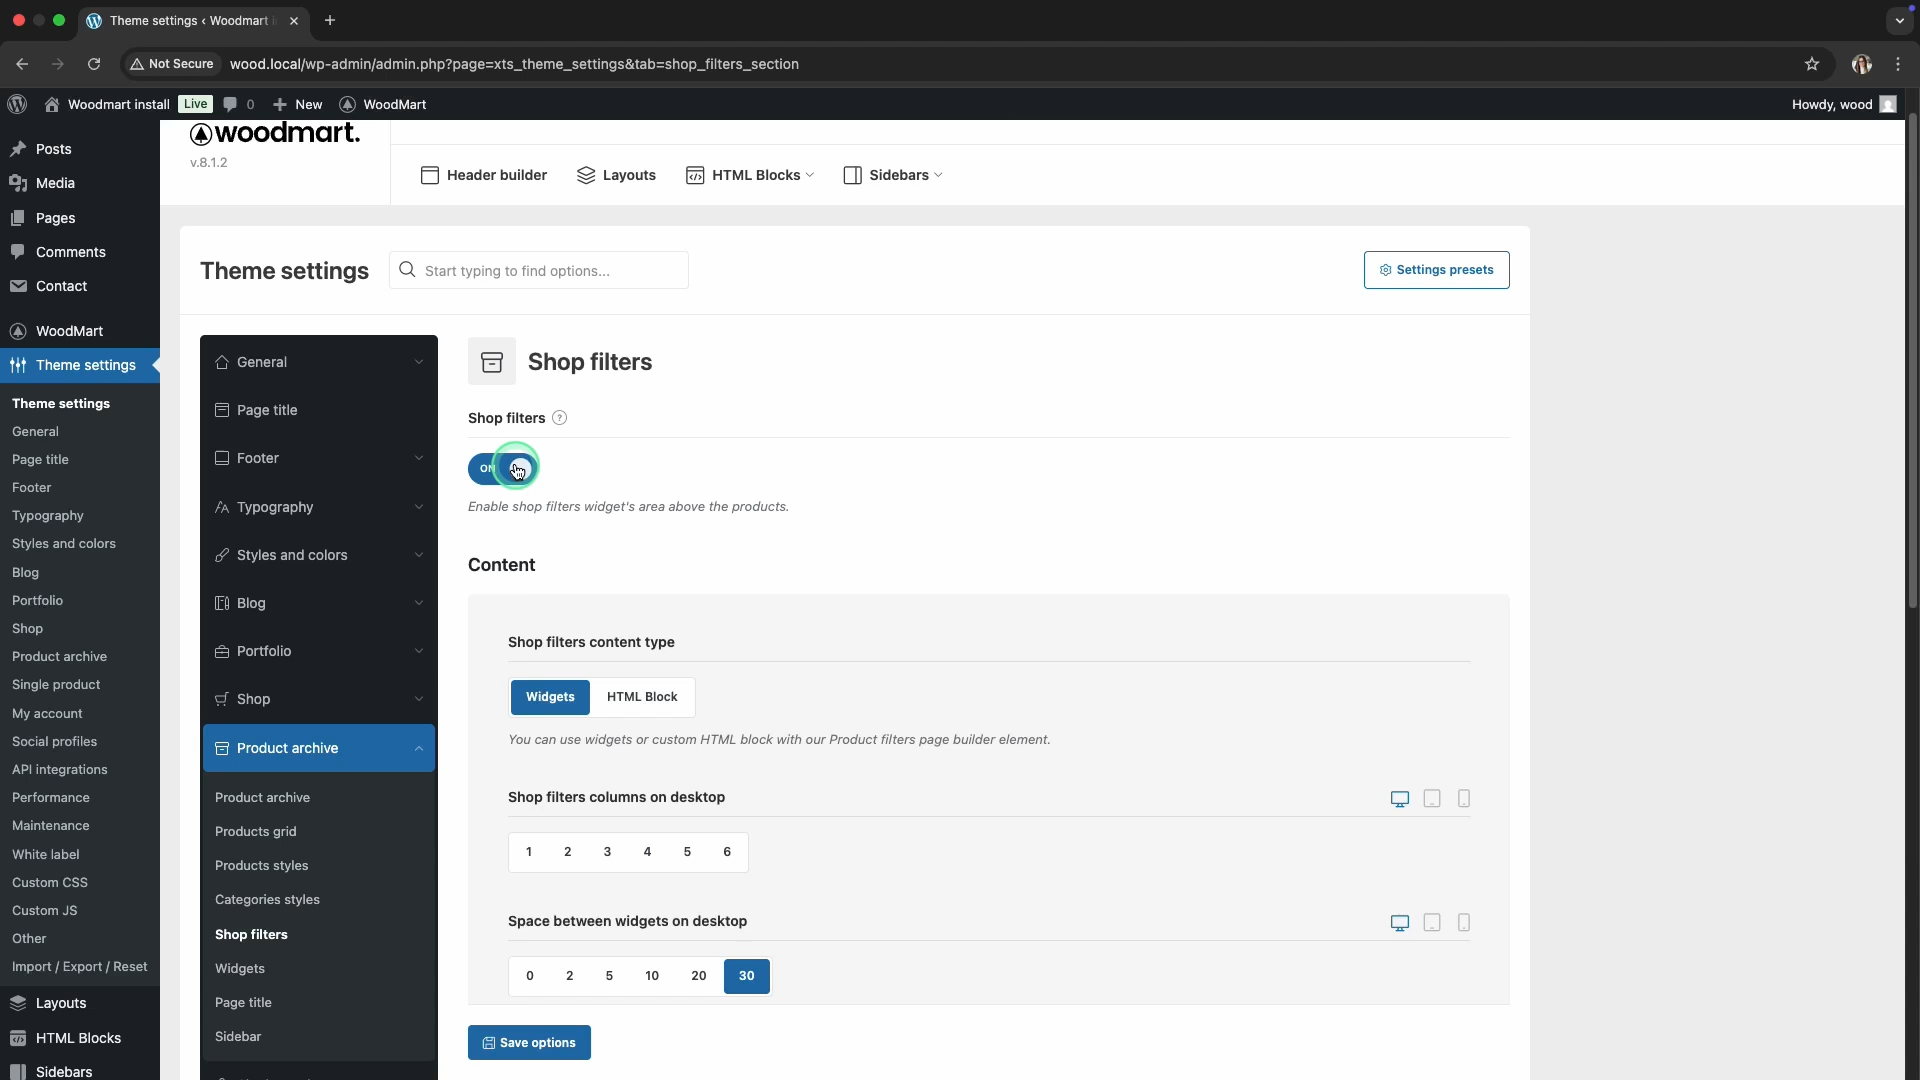 Theme settings ‹ Woodmart
Not Secure
wood.local/wp-admin/admin.php?page=xts_theme_settings&tab=shop_filters_section
Woodmart install
Live
0
New
WoodMart
Howdy, wood
Posts
Media
Pages
Comments
Contact
WoodMart
Theme settings
Theme settings
General
Page title
Footer
Typography
Styles and colors
Blog
Portfolio
Shop
Product archive
Single product
My account
Social profiles
API integrations
Performance
Maintenance
White label
Custom CSS
Custom JS
Other
Import / Export / Reset
Layouts
HTML Blocks
Sidebars
woodmart.
v.8.1.2
Header builder
Layouts
HTML Blocks
Sidebars
Theme settings
Start typing to find options...
Settings presets
General
Page title
Footer
Typography
Styles and colors
Blog
Portfolio
Shop
Product archive
Product archive
Products grid
Products styles
Categories styles
Shop filters
Widgets
Page title
Sidebar
Shop filters
Shop filters ?
ON
Enable shop filters widget's area above the products.
Content
Shop filters content type
Widgets
HTML Block
You can use widgets or custom HTML block with our Product filters page builder element.
Shop filters columns on desktop
1 2 3 4 5 6
Space between widgets on desktop
0 2 5 10 20 30
Save options